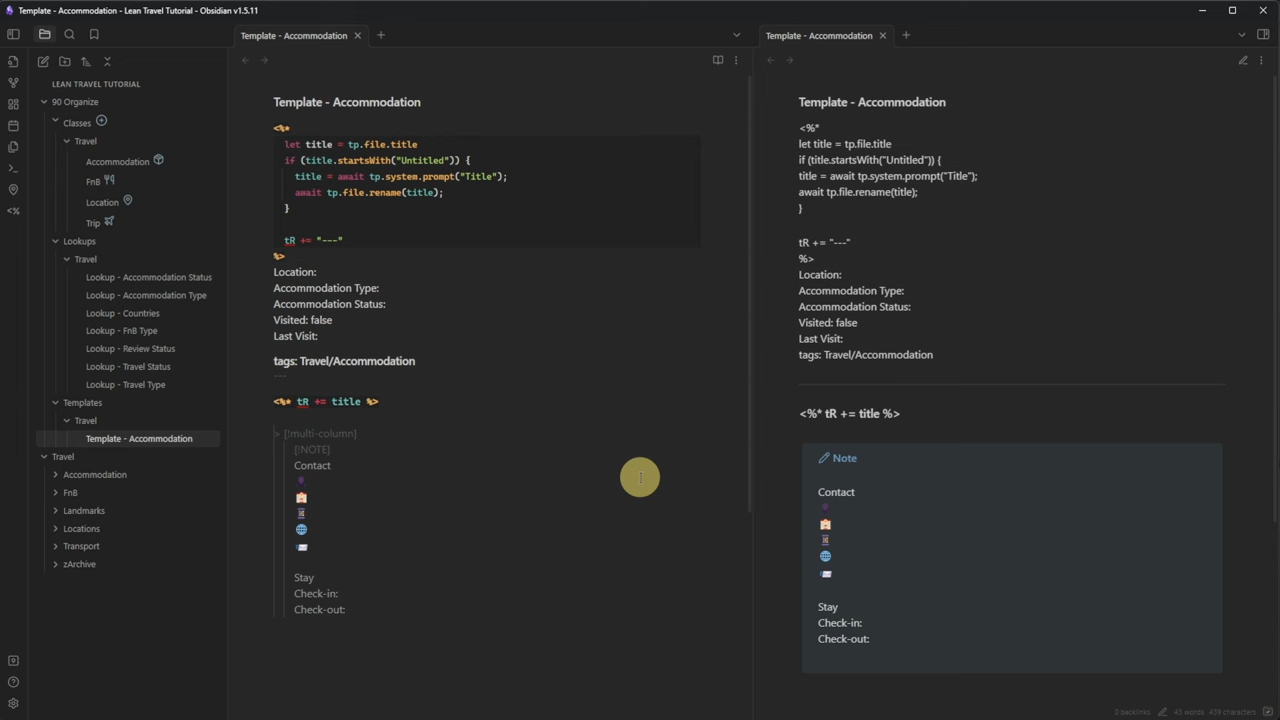 Template - Accommodation - Lean Travel Tutorial - Obsidian v1.5.11
Template - Accommodation
Template - Accommodation
LEAN TRAVEL TUTORIAL
90 Organize
Classes
Travel
Accommodation
FnB
Location
Trip
Lookups
Travel
Lookup - Accommodation Status
Lookup - Accommodation Type
Lookup - Countries
Lookup - FnB Type
Lookup - Review Status
Lookup - Travel Status
Lookup - Travel Type
Templates
Travel
Template - Accommodation
Travel
Accommodation
FnB
Landmarks
Locations
Transport
zArchive
Template - Accommodation
<%*
let title = tp.file.title
if (title.startsWith("Untitled")) {
title = await tp.system.prompt("Title");
await tp.file.rename(title);
}
tR += "---"
%>
Location:
Accommodation Type:
Accommodation Status:
Visited: false
Last Visit:
tags: Travel/Accommodation
---
<%* tR += title %>
> [!multi-column]
[!NOTE]
Contact
Stay
Check-in:
Check-out:
Template - Accommodation
<%*
let title = tp.file.title
if (title.startsWith("Untitled")) {
title = await tp.system.prompt("Title");
await tp.file.rename(title);
}
tR += "---"
%>
Location:
Accommodation Type:
Accommodation Status:
Visited: false
Last Visit:
tags: Travel/Accommodation
<%* tR += title %>
Note
Contact
Stay
Check-in:
Check-out:
0 backlinks
43 words
439 characters